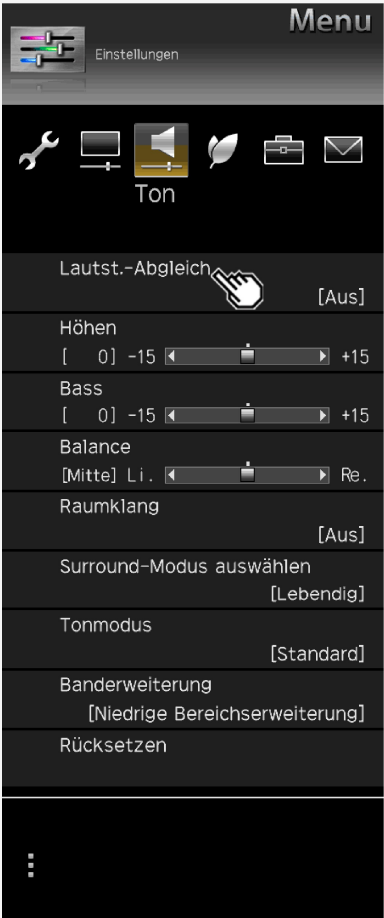 Menu
Einstellungen
Ton
Lautst.-Abgleich
[Aus]
Höhen
[ 0] -15 +15
Bass
[ 0] -15 +15
Balance
[Mitte] Li. Re.
Raumklang
[Aus]
Surround-Modus auswählen
[Lebendig]
Tonmodus
[Standard]
Banderweiterung
[Niedrige Bereichserweiterung]
Rücksetzen